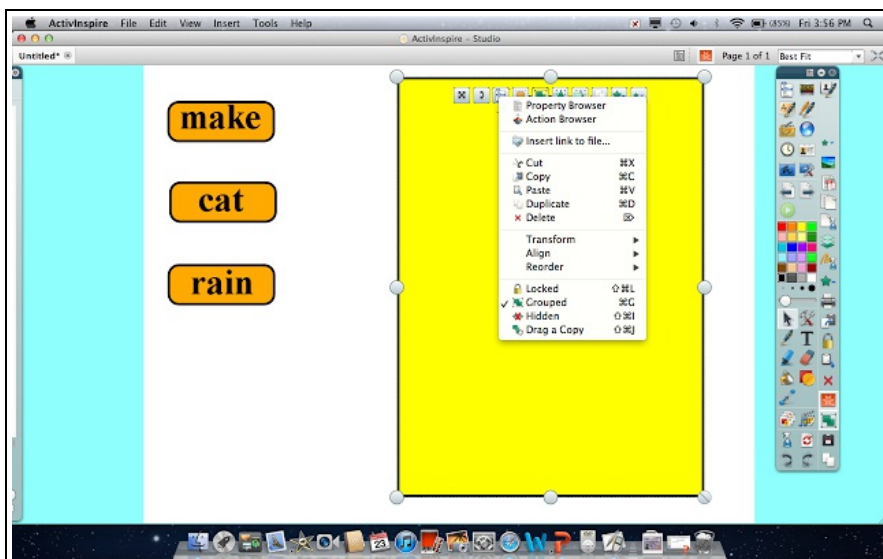 ActivInspire File Edit View Insert Tools Help (85%) Fri 3:56 PM
ActivInspire - Studio
Untitled* Page 1 of 1 Best Fit
make
cat
rain
Property Browser
Action Browser
Insert link to file...
Cut ⌘X
Copy ⌘C
Paste ⌘V
Duplicate ⌘D
Delete ⌦
Transform ▶
Align ▶
Reorder ▶
Locked ⇧⌘L
✓ Grouped ⌘G
Hidden ⇧⌘I
Drag a Copy ⇧⌘J